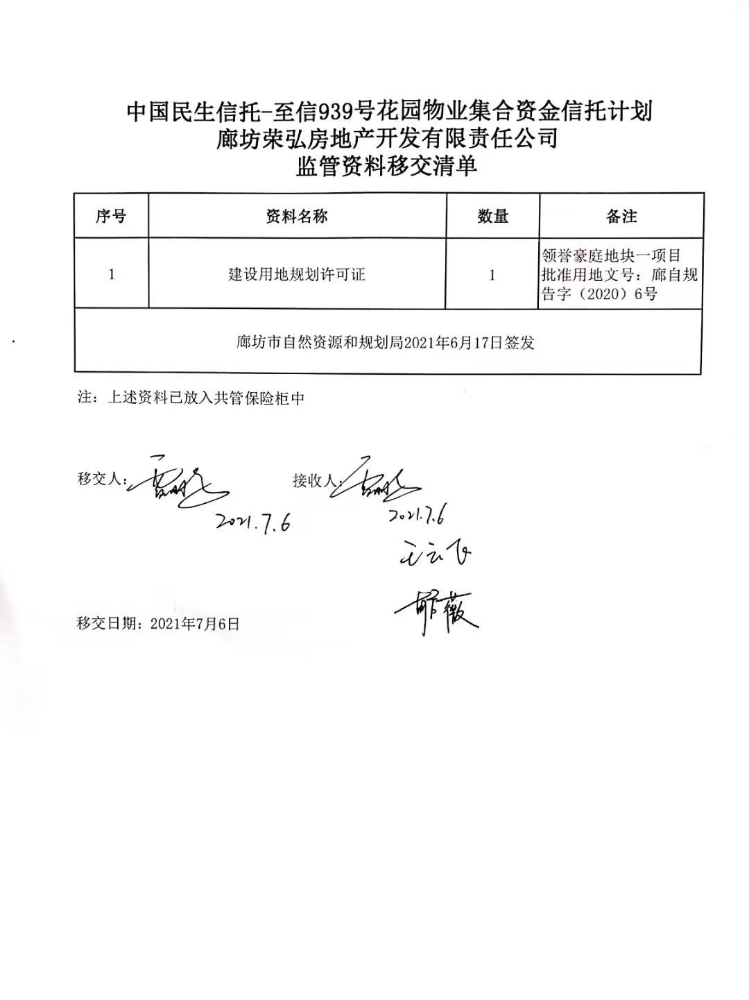 中国民生信托-至信939号花园物业集合资金信托计划
廊坊荣弘房地产开发有限责任公司
监管资料移交清单
序号 资料名称 数量 备注
1 建设用地规划许可证 1 领誉豪庭地块一项目
批准用地文号：廊自规
告字（2020）6号
廊坊市自然资源和规划局2021年6月17日签发
注：上述资料已放入共管保险柜中
移交人： 接收人：
2021.7.6 2021.7.6
王云飞
薇
移交日期：2021年7月6日